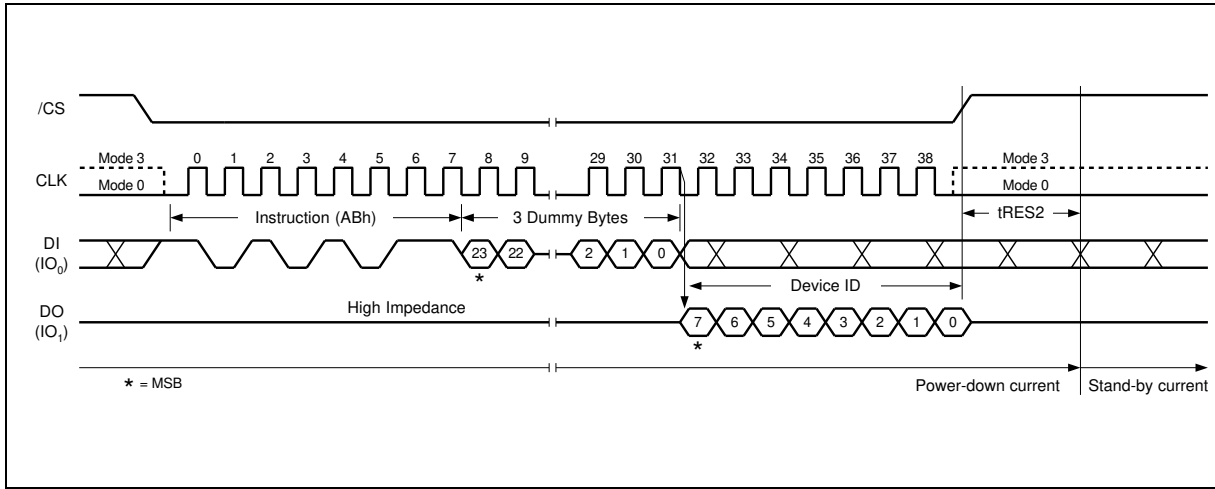 /CS
Mode 3 0 1 2 3 4 5 6 7 8 9 29 30 31 32 33 34 35 36 37 38 Mode 3
CLK
Mode 0 Mode 0
Instruction (ABh) 3 Dummy Bytes tRES2
DI
(IO0)
23 22 2 1 0
*
Device ID
High Impedance
DO
(IO1)
7 6 5 4 3 2 1 0
*
* = MSB
Power-down current Stand-by current